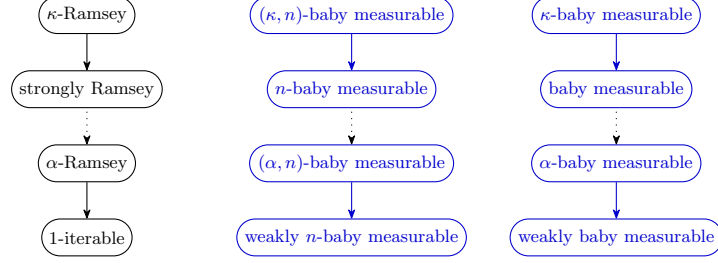 κ-Ramsey
(κ, n)-baby measurable
κ-baby measurable
strongly Ramsey
n-baby measurable
baby measurable
α-Ramsey
(α, n)-baby measurable
α-baby measurable
1-iterable
weakly n-baby measurable
weakly baby measurable